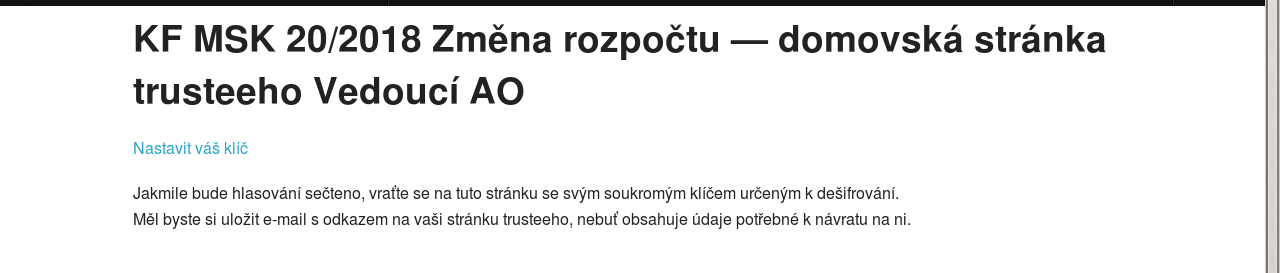 KF MSK 20/2018 Změna rozpočtu — domovská stránka
trusteeho Vedoucí AO
Nastavit váš klíč
Jakmile bude hlasování sečteno, vraťte se na tuto stránku se svým soukromým klíčem určeným k dešifrování.
Měl byste si uložit e-mail s odkazem na vaši stránku trusteeho, nebuť obsahuje údaje potřebné k návratu na ni.